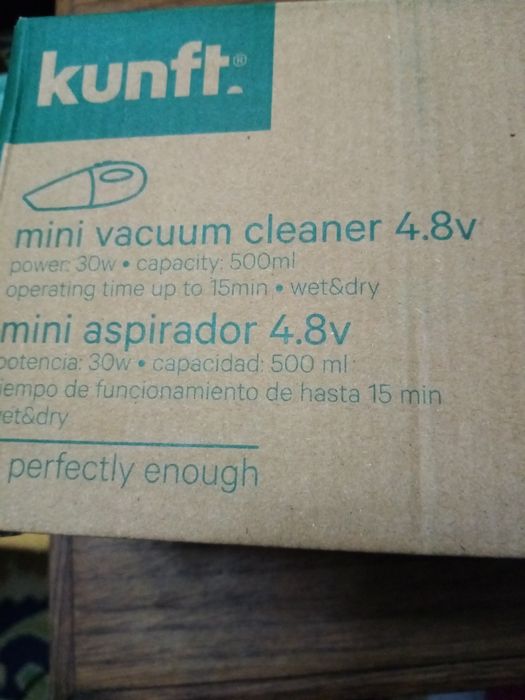 kunft.®
mini vacuum cleaner 4.8v
power: 30w • capacity: 500ml
operating time up to 15min • wet&dry
mini aspirador 4.8v
potencia: 30w • capacidad: 500 ml
iempo de funcionamiento de hasta 15 min
et&dry
perfectly enough